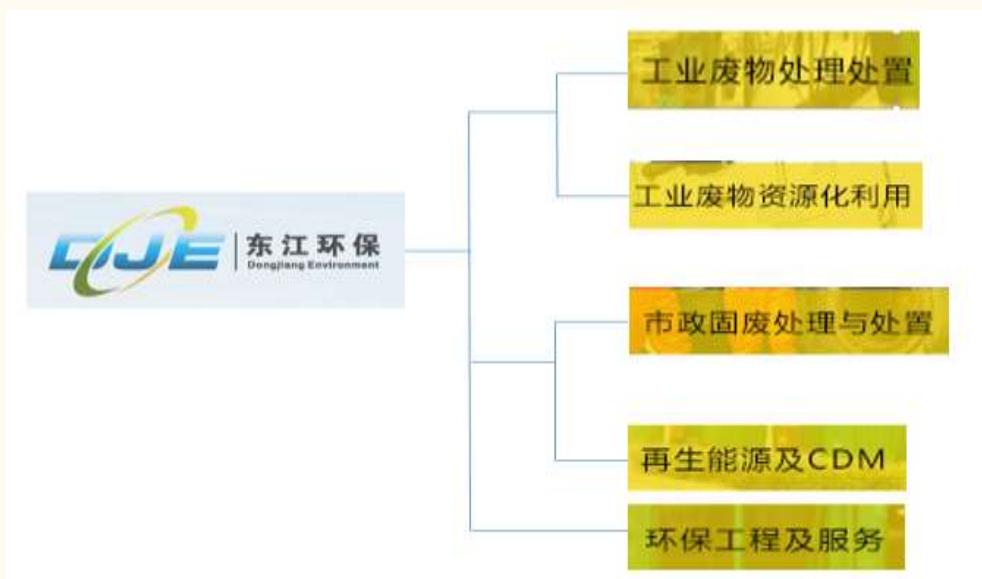 工业废物处理处置
工业废物资源化利用
DJE
东江环保
Dongjiang Environment
市政固废处理与处置
再生能源及CDM
环保工程及服务